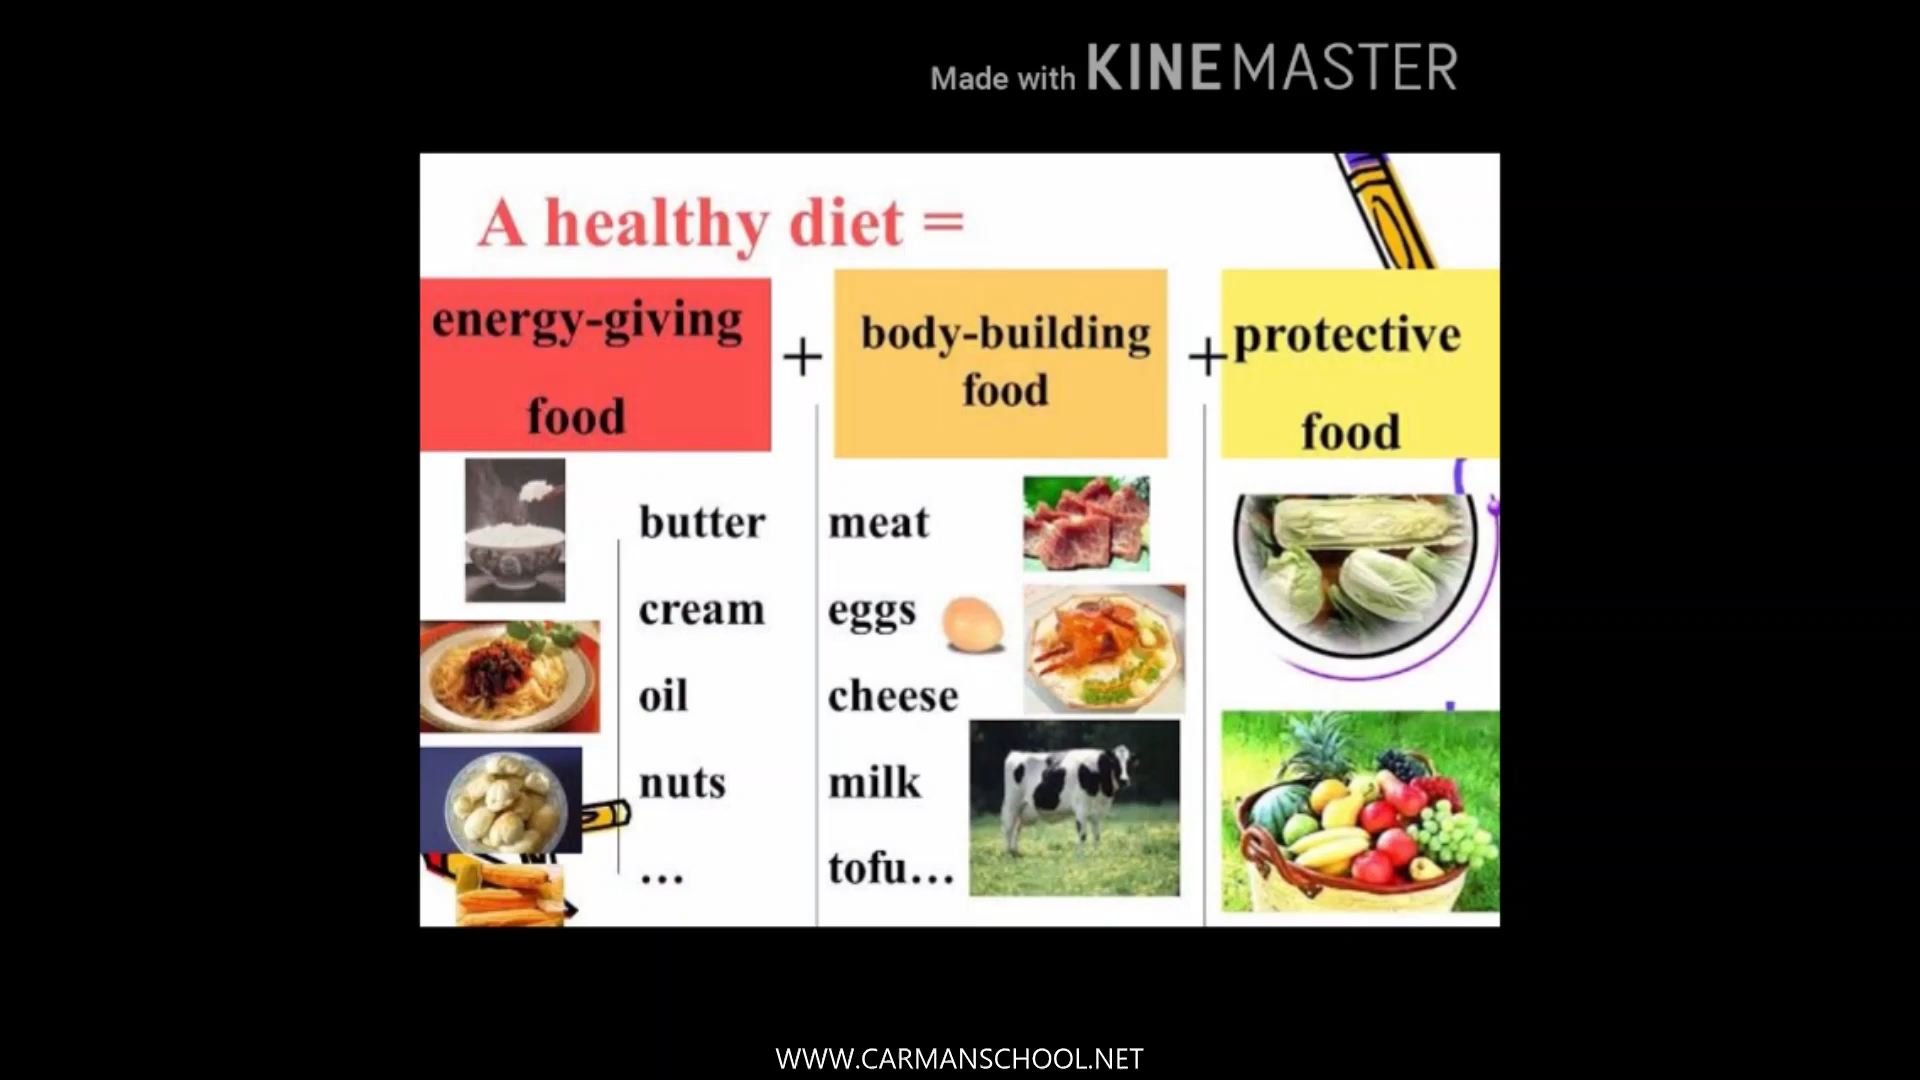 Made with KINEMASTER
A healthy diet =
energy-giving
food
+
body-building
food
+
protective
food
butter
cream
oil
nuts
...
meat
eggs
cheese
milk
tofu...
WWW.CARMANSCHOOL.NET